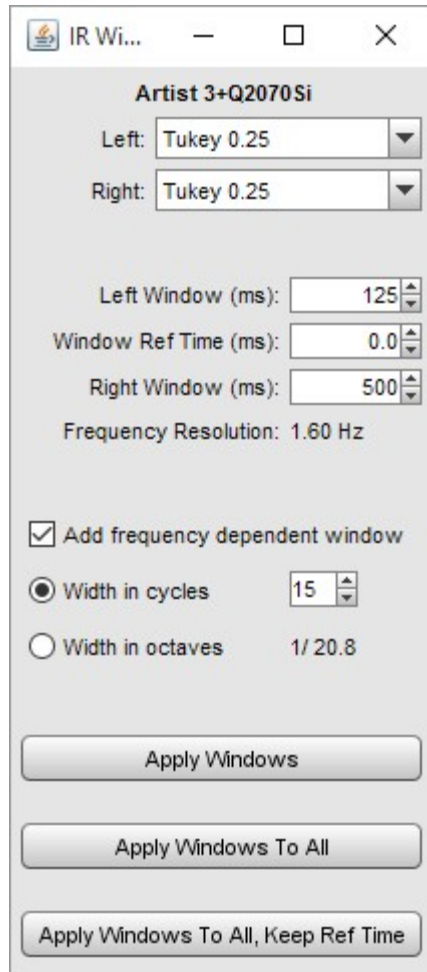 IR Wi...
Artist 3+Q2070Si
Left: Tukey 0.25
Right: Tukey 0.25
Left Window (ms): 125
Window Ref Time (ms): 0.0
Right Window (ms): 500
Frequency Resolution: 1.60 Hz
Add frequency dependent window
Width in cycles 15
Width in octaves 1/ 20.8
Apply Windows
Apply Windows To All
Apply Windows To All, Keep Ref Time